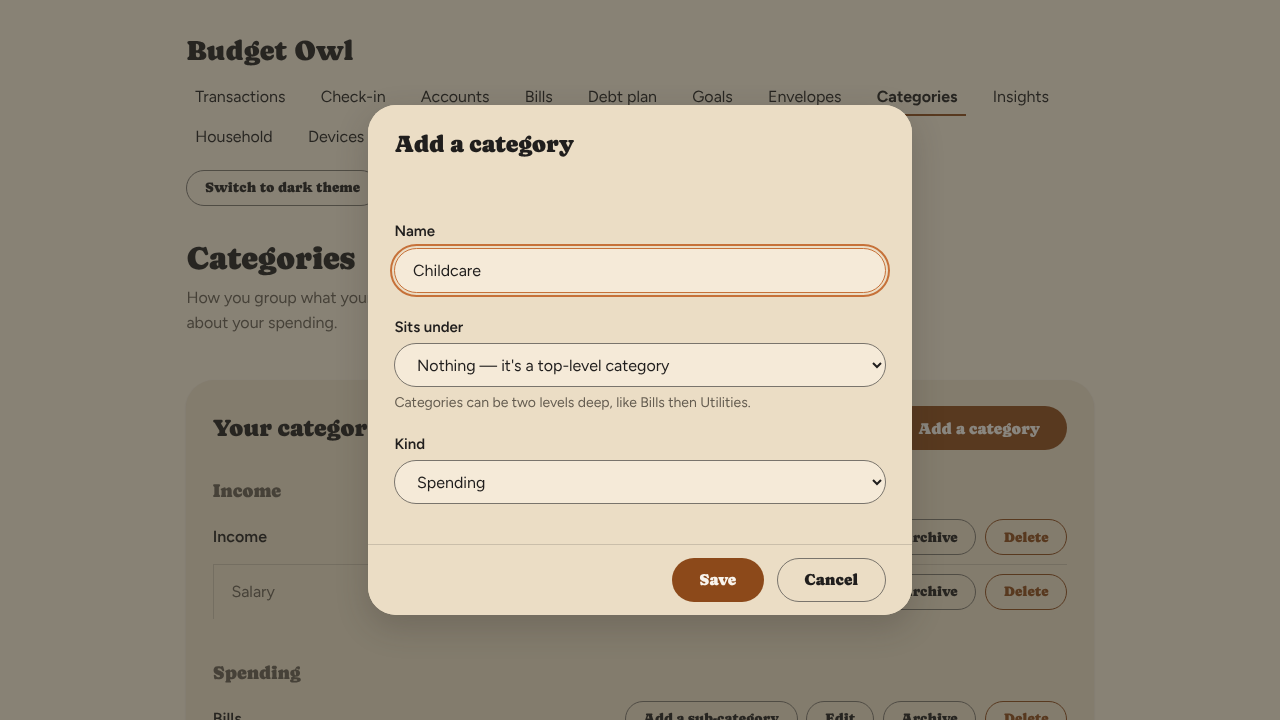 Budget Owl
Transactions Check-in Accounts Bills Debt plan Goals Envelopes Categories Insights
Household Devices
Switch to dark theme
Categories
How you group what you
about your spending.
Your categor
Add a category
Income
Income
rchive Delete
Salary
rchive Delete
Spending
Bills
Add a sub-category Edit Archive Delete
Add a category
Name
Childcare
Sits under
Nothing — it's a top-level category
Categories can be two levels deep, like Bills then Utilities.
Kind
Spending
Save Cancel